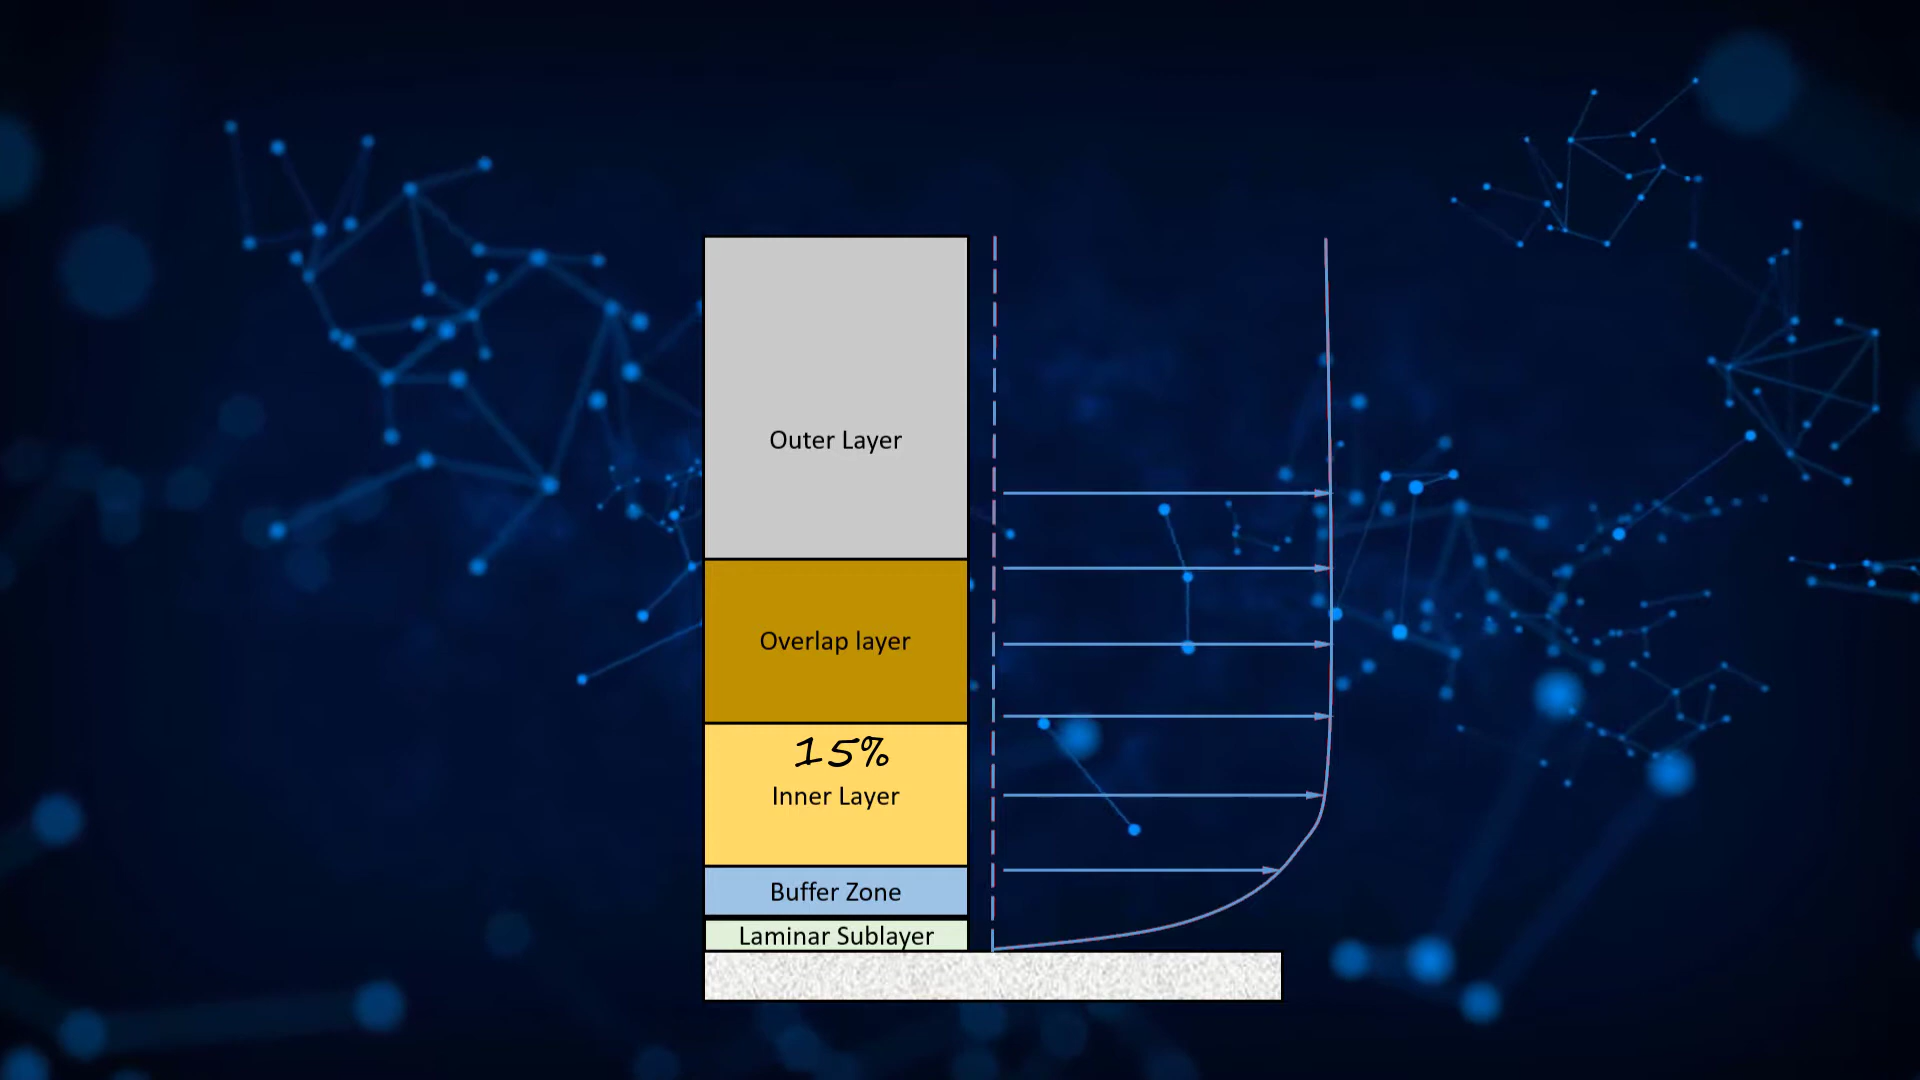 Outer Layer
Overlap layer
15%
Inner Layer
Buffer Zone
Laminar Sublayer